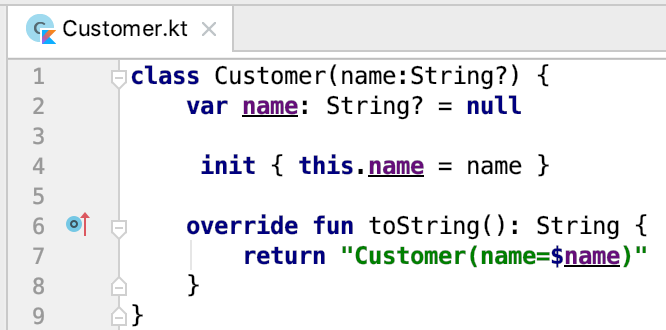 Customer.kt
1 class Customer(name:String?) {
2 var name: String? = null
3
4 init { this.name = name }
5
6 override fun toString(): String {
7 return "Customer(name=$name)"
8 }
9 }